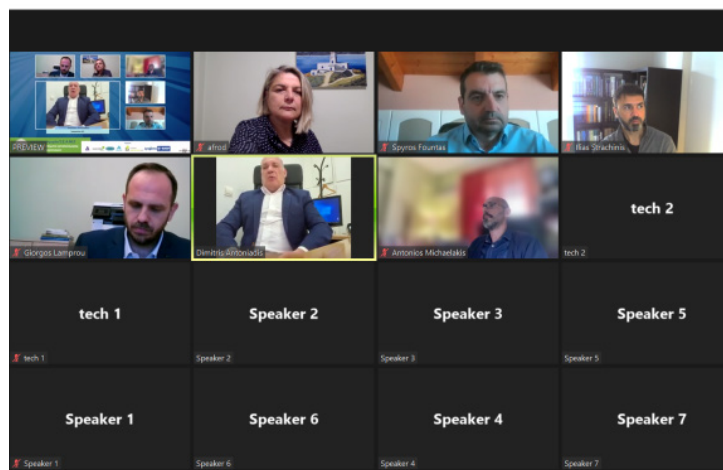 PREVIEW
afrod
Spyros Fountas
Ilias Strachinis
Giorgos Lamprou
Dimitris Antoniadis
Antonios Michaelakis
tech 2
tech 2
tech 1
tech 1
Speaker 2
Speaker 2
Speaker 3
Speaker 3
Speaker 5
Speaker 5
Speaker 1
Speaker 1
Speaker 6
Speaker 6
Speaker 4
Speaker 4
Speaker 7
Speaker 7